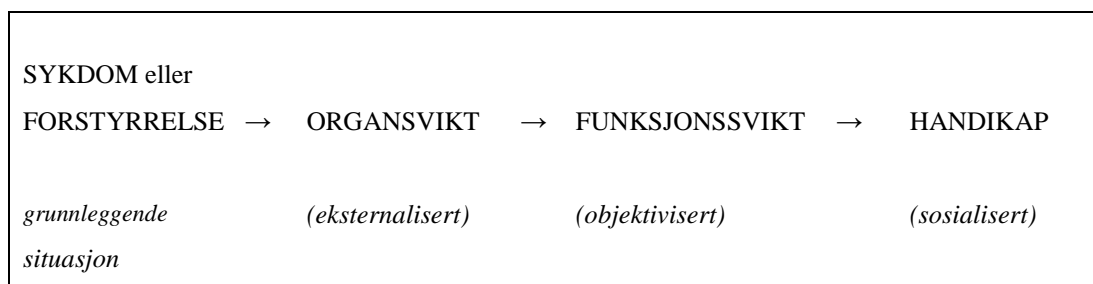 SYKDOM eller
FORSTYRRELSE → ORGANSVIKT → FUNKSJONSSVIKT → HANDIKAP
grunnleggende (eksternalisert) (objektivisert) (sosialisert)
situasjon